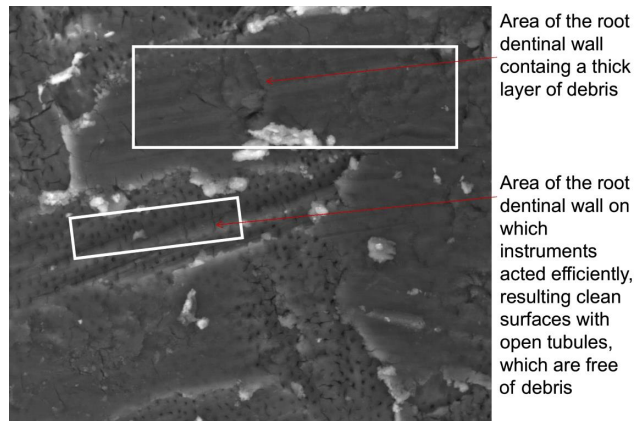 Area of the root
dentinal wall
containg a thick
layer of debris
Area of the root
dentinal wall on
which
instruments
acted efficiently,
resulting clean
surfaces with
open tubules,
which are free
of debris